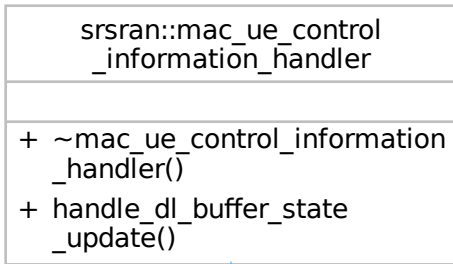 srsran::mac_ue_control
_information_handler
+ ~mac_ue_control_information
_handler()
+ handle_dl_buffer_state
_update()